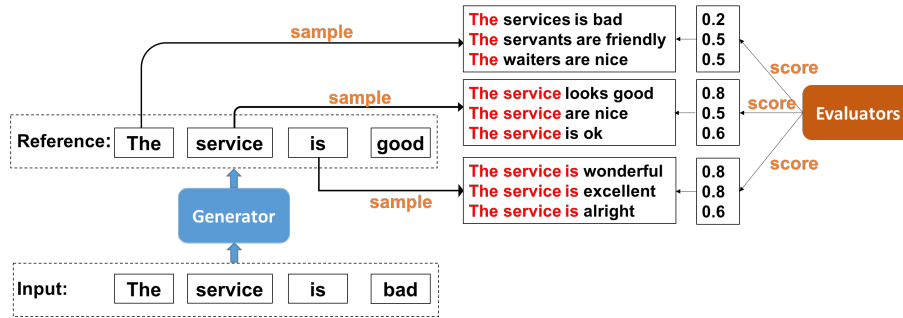 sample
The services is bad
The servants are friendly
The waiters are nice
0.2
0.5
0.5
score
sample
The service looks good
The service are nice
The service is ok
0.8
0.5
0.6
score
Evaluators
Reference: The service is good
sample
The service is wonderful
The service is excellent
The service is alright
0.8
0.8
0.6
score
Generator
Input: The service is bad